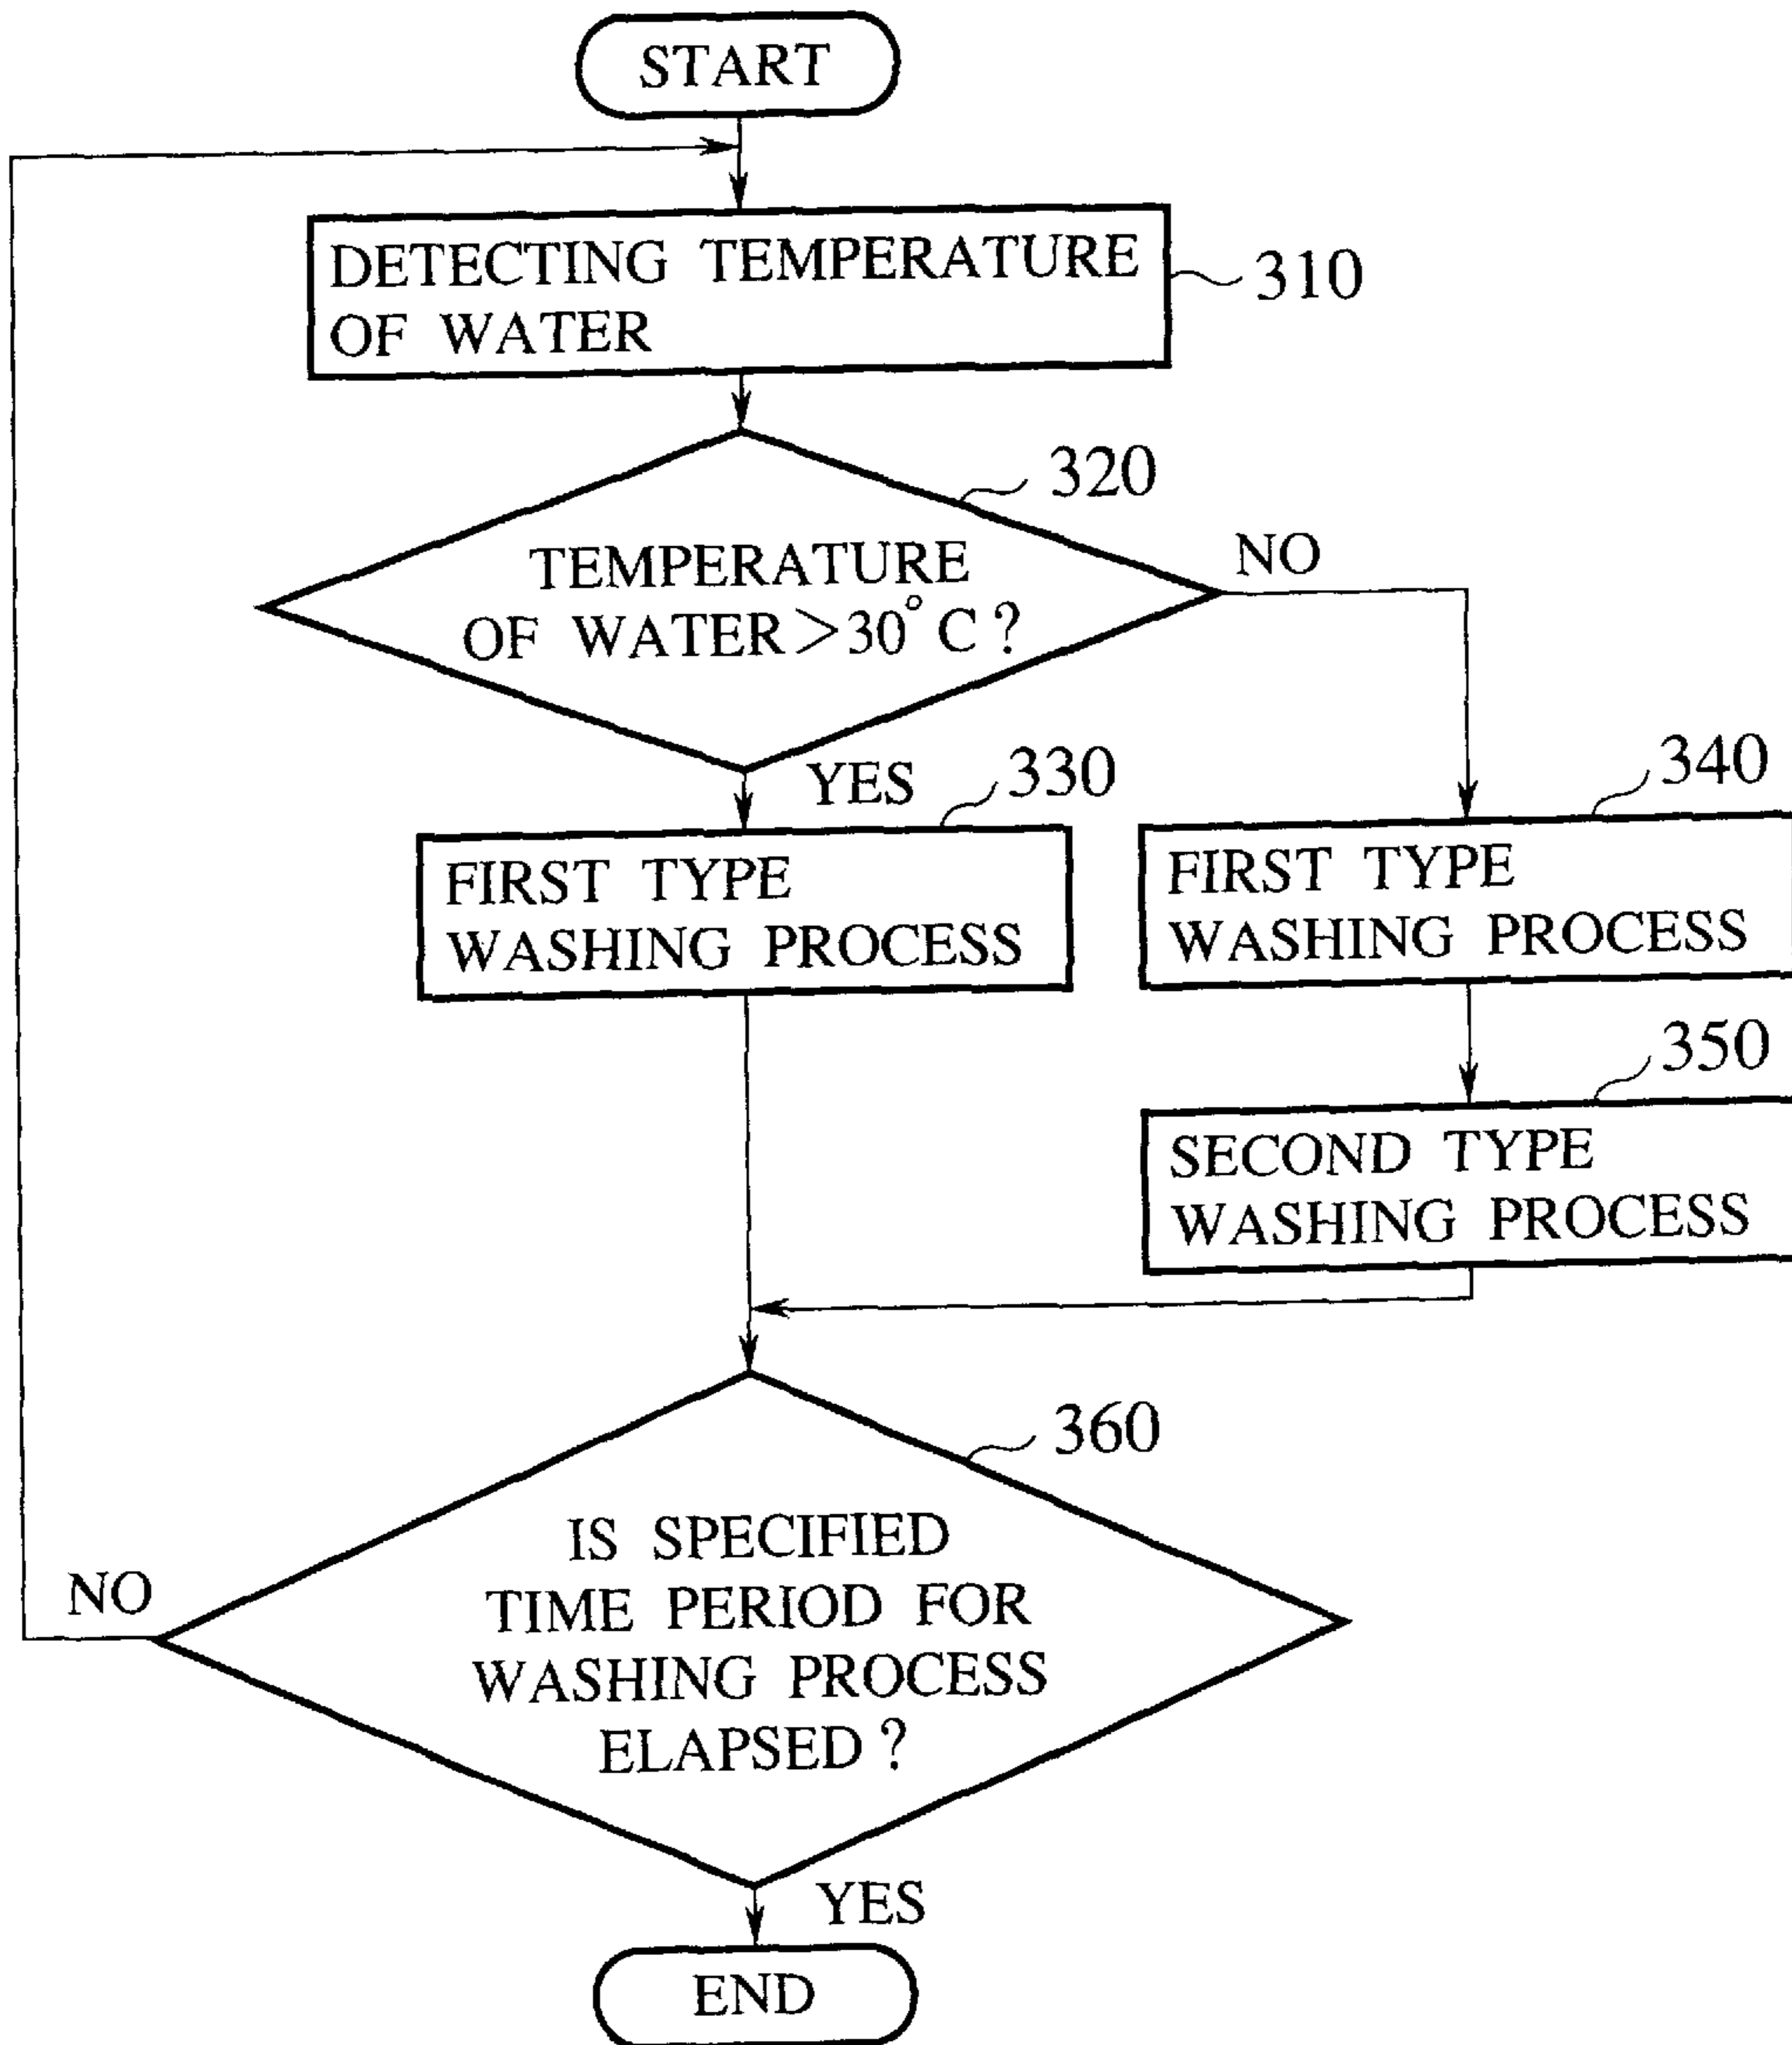 START
DETECTING TEMPERATURE
OF WATER
310
320
TEMPERATURE
OF WATER>30°C?
NO
YES
330
340
FIRST TYPE
WASHING PROCESS
FIRST TYPE
WASHING PROCESS
350
SECOND TYPE
WASHING PROCESS
360
IS SPECIFIED
TIME PERIOD FOR
WASHING PROCESS
ELAPSED?
NO
YES
END